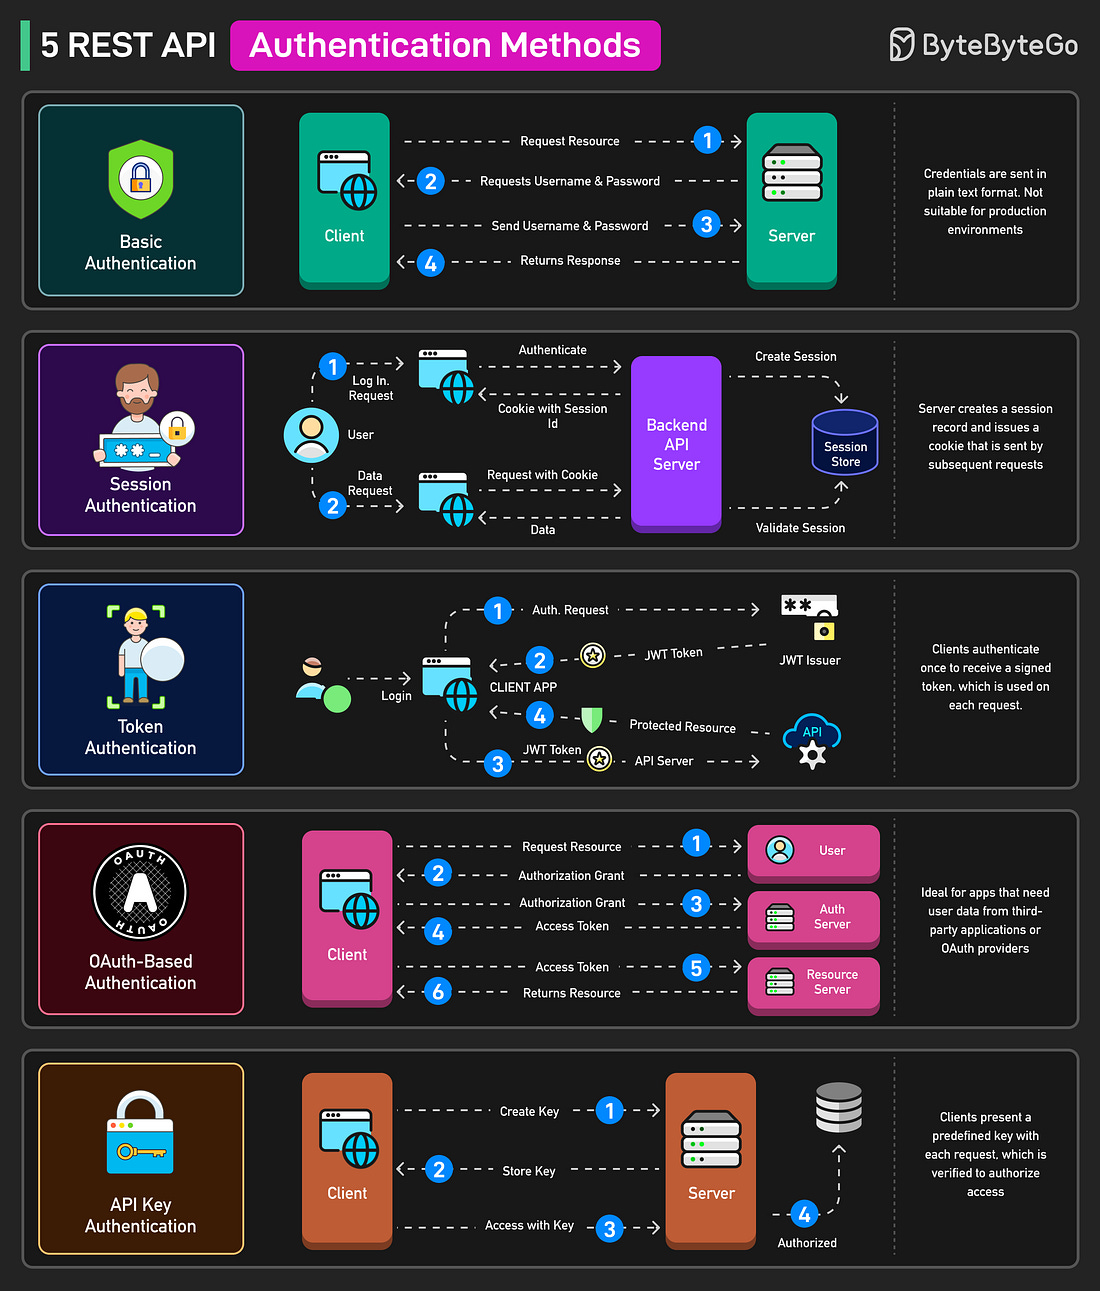 5 REST API Authentication Methods
ByteByteGo
Basic
Authentication
Client
Request Resource
1
2
Requests Username & Password
Send Username & Password
3
4
Returns Response
Server
Credentials are sent in
plain text format. Not
suitable for production
environments
Session
Authentication
1
Log In.
Request
User
Data
Request
2
Authenticate
Cookie with Session
Id
Request with Cookie
Data
Backend
API
Server
Create Session
Session
Store
Validate Session
Server creates a session
record and issues a
cookie that is sent by
subsequent requests
Token
Authentication
Login
1
Auth. Request
2
JWT Token
CLIENT APP
4
Protected Resource
JWT Token
3
API Server
**
JWT Issuer
API
Clients authenticate
once to receive a signed
token, which is used on
each request.
OAUTH
A
OAUTH
OAuth-Based
Authentication
Client
Request Resource
1
2
Authorization Grant
Authorization Grant
3
4
Access Token
Access Token
5
6
Returns Resource
User
Auth
Server
Resource
Server
Ideal for apps that need
user data from third-
party applications or
OAuth providers
API Key
Authentication
Client
Create Key
1
2
Store Key
Access with Key
3
Server
4
Authorized
Clients present a
predefined key with
each request, which is
verified to authorize
access